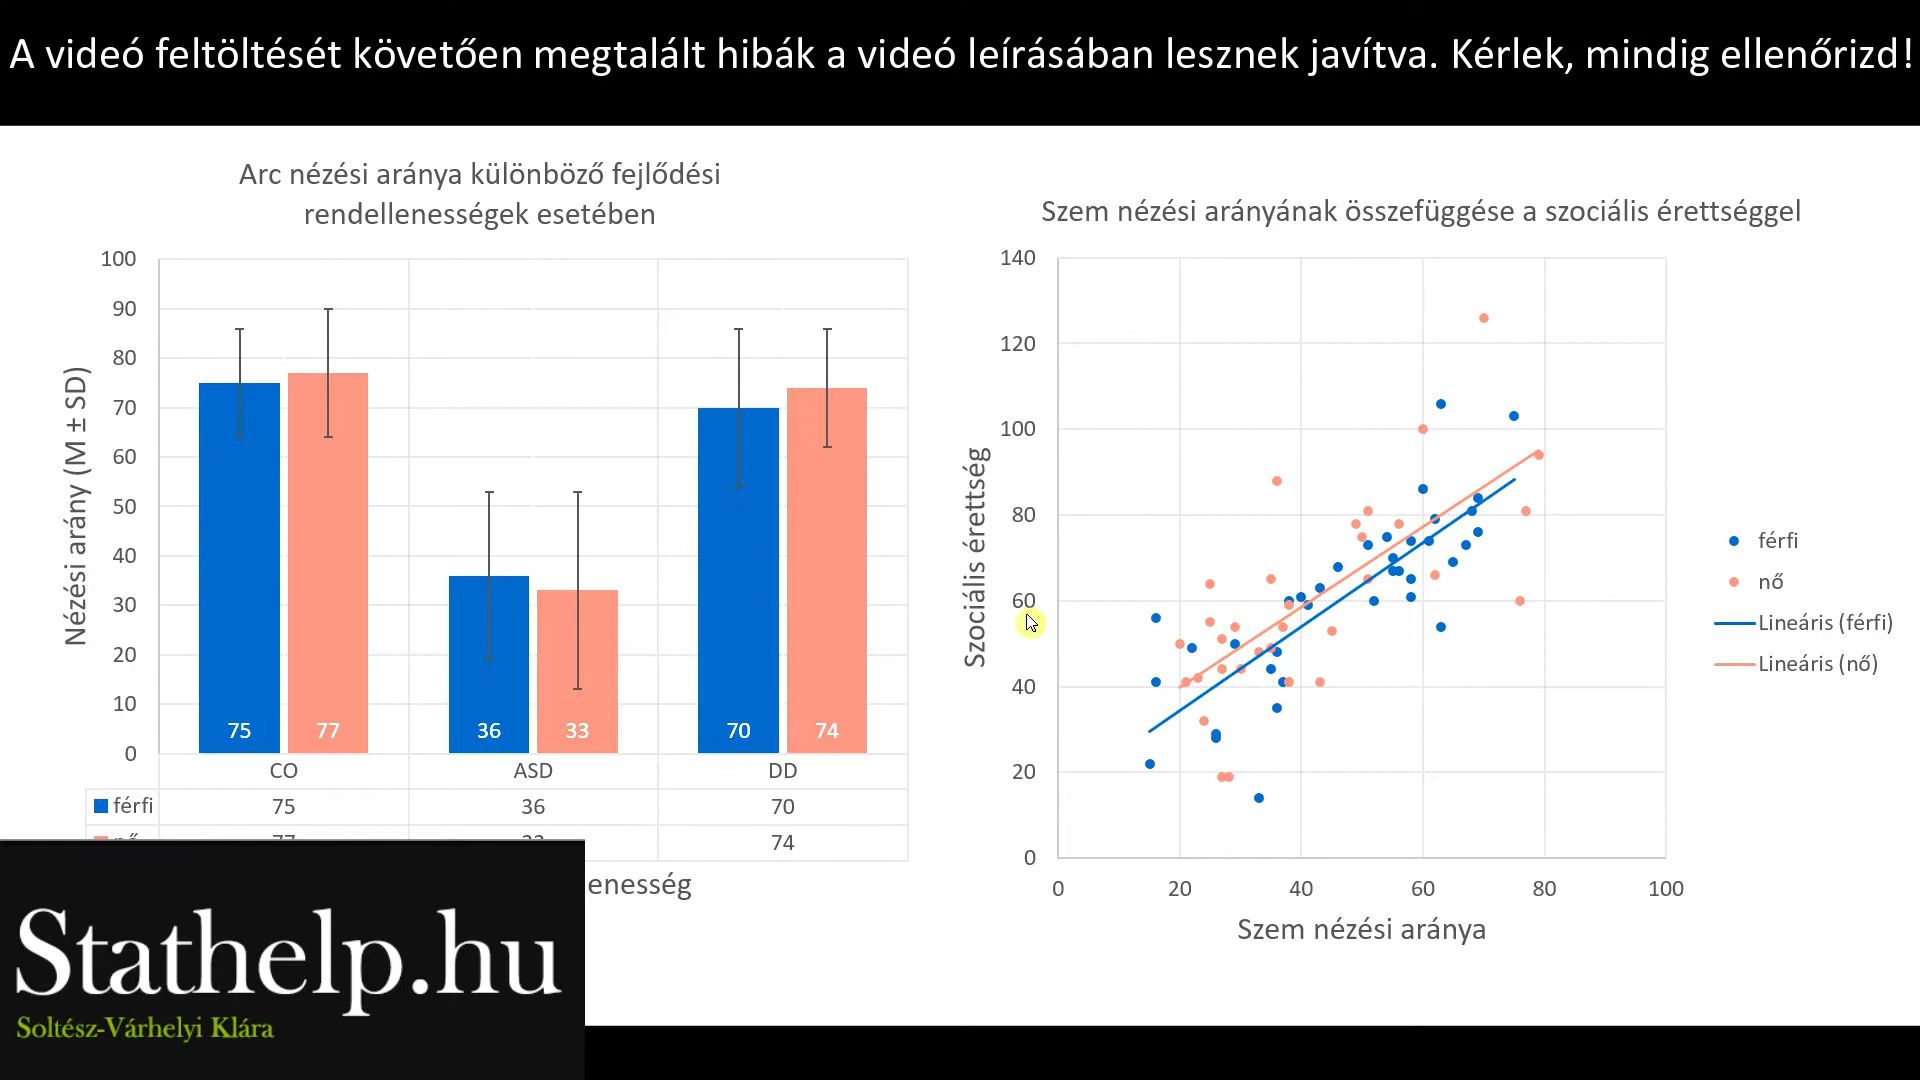 A videó feltöltését követően megtalált hibák a videó leírásában lesznek javítva. Kérlek, mindig ellenőrizd!
Arc nézési aránya különböző fejlődési
rendellenességek esetében
Nézési arány (M ± SD)
100
90
80
70
60
50
40
30
20
10
0
75
77
36
33
70
74
CO
ASD
DD
férfi
75
36
70
74
enesség
Szem nézési arányának összefüggése a szociális érettséggel
Szociális érettség
140
120
100
80
60
40
20
0
0
20
40
60
80
100
Szem nézési aránya
férfi
nő
Lineáris (férfi)
Lineáris (nő)
Stathelp.hu
Soltész-Várhelyi Klára